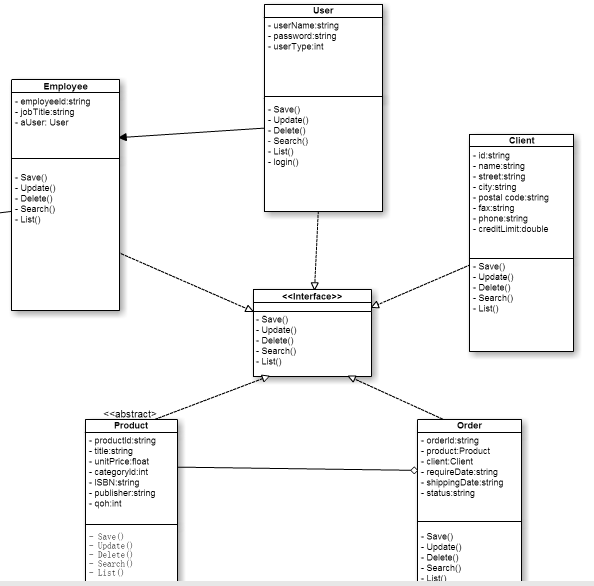 User
- userName:string
- password:string
- userType:int
- Save()
- Update()
- Delete()
- Search()
- List()
- login()
Employee
- employeeId:string
- jobTitle:string
- aUser: User
- Save()
- Update()
- Delete()
- Search()
- List()
Client
- id:string
- name:string
- street:string
- city:string
- postal code:string
- fax:string
- phone:string
- creditLimit:double
- Save()
- Update()
- Delete()
- Search()
- List()
<<Interface>>
- Save()
- Update()
- Delete()
- Search()
- List()
<<abstract>
Product
- productId:string
- title:string
- unitPrice:float
- categoryId:int
- ISBN:string
- publisher:string
- qoh:int
- Save()
- Update()
- Delete()
- Search()
- List()
Order
- orderId:string
- product:Product
- client:Client
- requireDate:string
- shippingDate:string
- status:string
- Save()
- Update()
- Delete()
- Search()
- List()